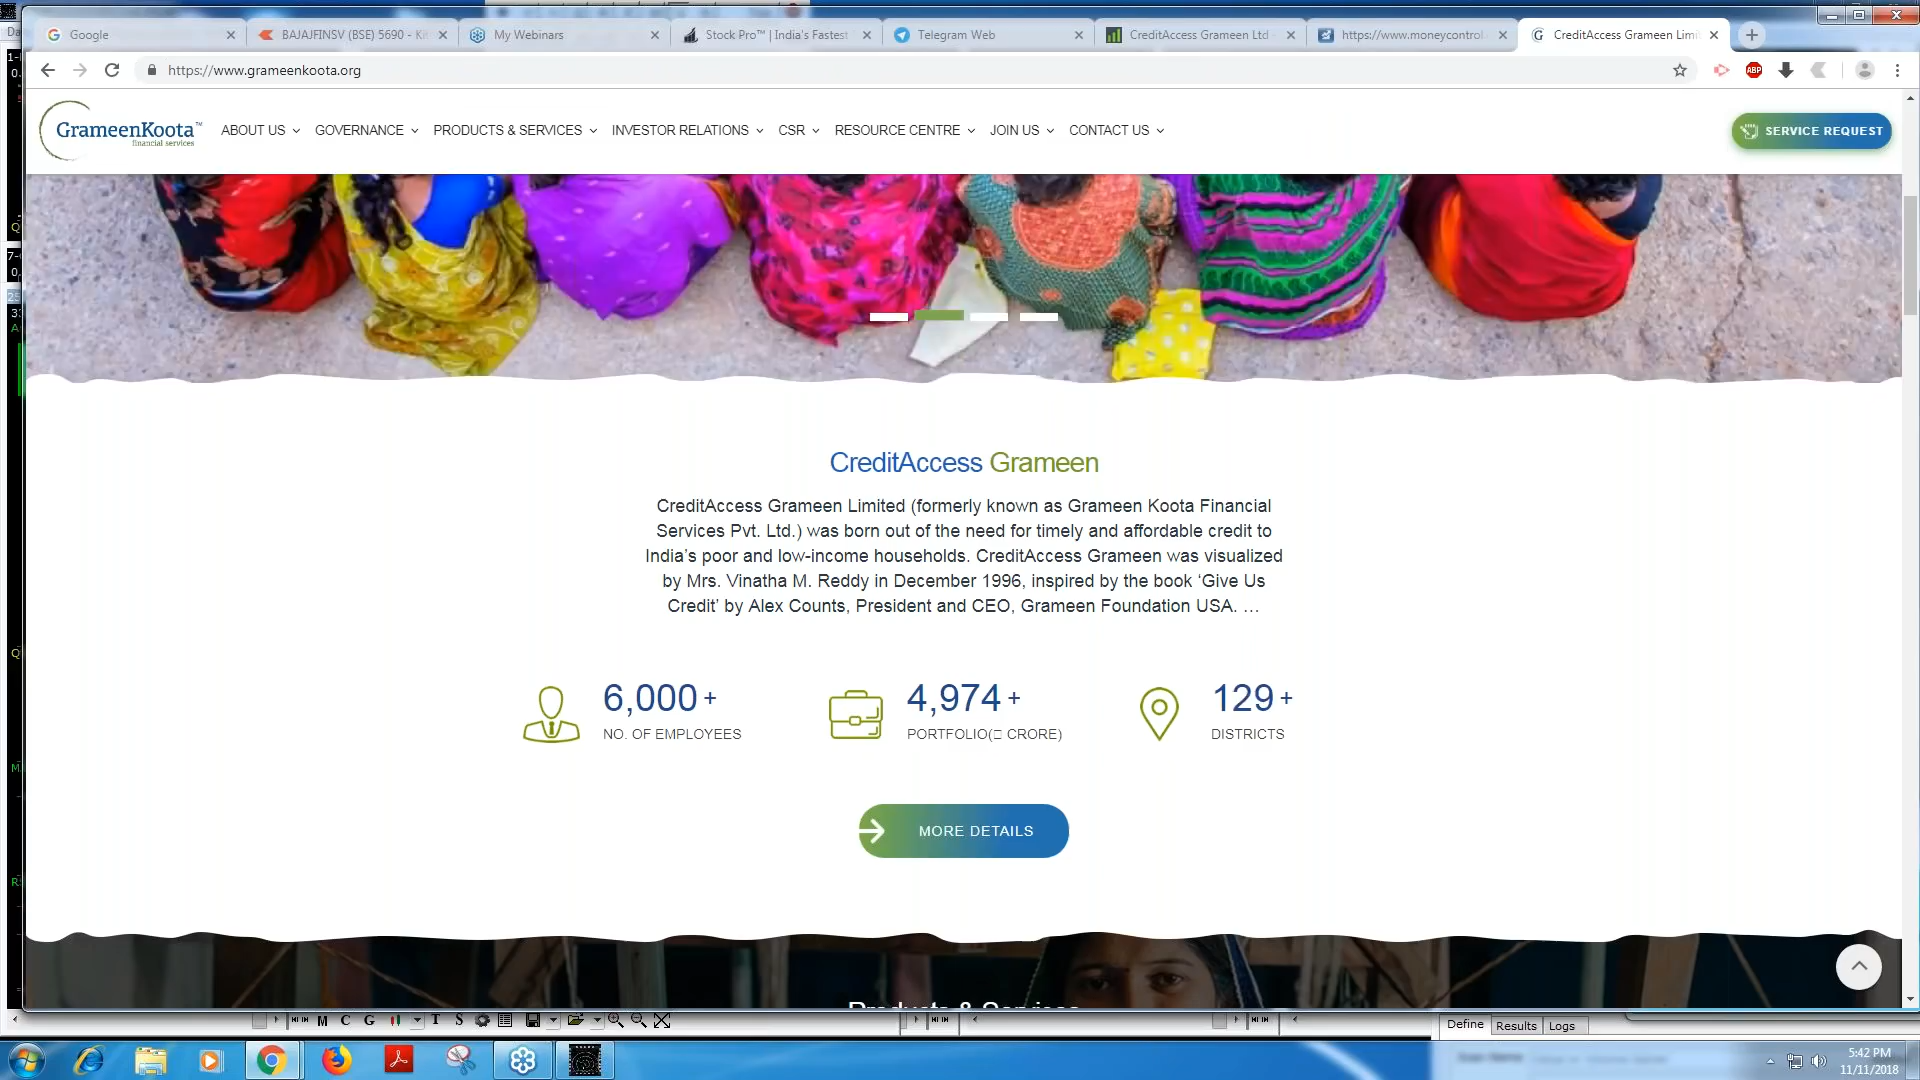 Google
BAJAJFINSV (BSE) 5690 - Ki
My Webinars
Stock Pro™ | India's Fastest
Telegram Web
CreditAccess Grameen Ltd
https://www.moneycontrol
CreditAccess Grameen Limi
https://www.grameenkoota.org
ABP
GrameenKoota™
financial services
ABOUT US
GOVERNANCE
PRODUCTS & SERVICES
INVESTOR RELATIONS
CSR
RESOURCE CENTRE
JOIN US
CONTACT US
SERVICE REQUEST
CreditAccess Grameen
CreditAccess Grameen Limited (formerly known as Grameen Koota Financial
Services Pvt. Ltd.) was born out of the need for timely and affordable credit to
India’s poor and low-income households. CreditAccess Grameen was visualized
by Mrs. Vinatha M. Reddy in December 1996, inspired by the book ‘Give Us
Credit’ by Alex Counts, President and CEO, Grameen Foundation USA. …
6,000+
NO. OF EMPLOYEES
4,974+
PORTFOLIO(▯ CRORE)
129+
DISTRICTS
MORE DETAILS
Products & Services
M C G T S
Define
Results
Logs
5:42 PM
11/11/2018